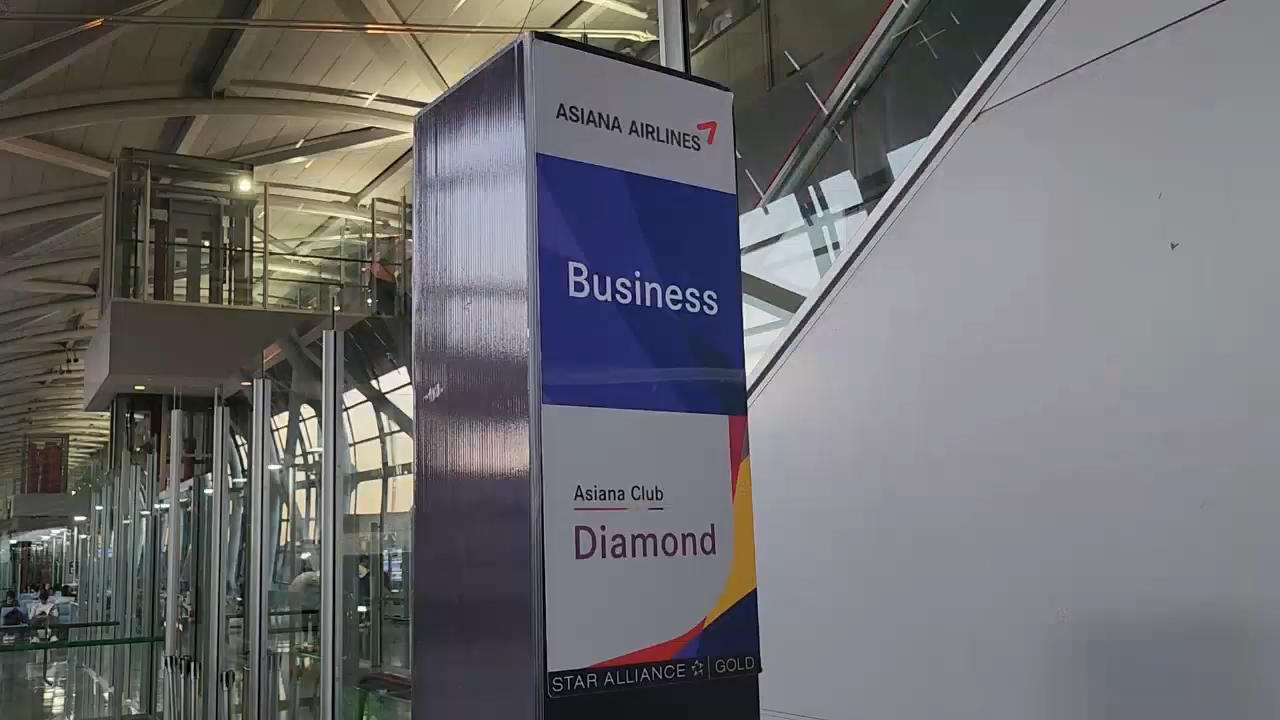 ASIANA AIRLINES
Business
Asiana Club
Diamond
STAR ALLIANCE GOLD